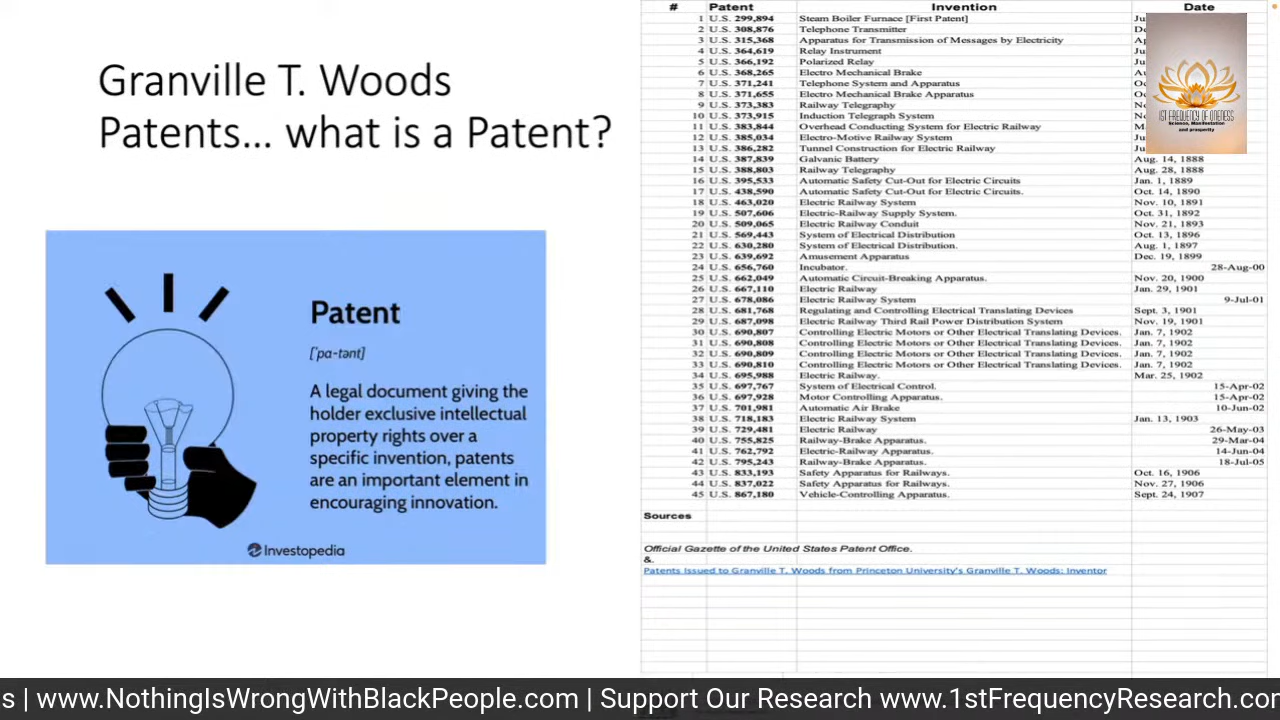 Granville T. Woods
Patents... what is a Patent?
Patent
['pa-tənt]
A legal document giving the
holder exclusive intellectual
property rights over a
specific invention, patents
are an important element in
encouraging innovation.
Investopedia
# Patent Invention Date
1 U.S. 299,894 Steam Boiler Furnace [First Patent] Ju
2 U.S. 308,876 Telephone Transmitter De
3 U.S. 315,368 Apparatus for Transmission of Messages by Electricity Ap
4 U.S. 364,619 Relay Instrument Ju
5 U.S. 366,192 Polarized Relay Ju
6 U.S. 368,265 Electro Mechanical Brake Au
7 U.S. 371,241 Telephone System and Apparatus Oc
8 U.S. 371,655 Electro Mechanical Brake Apparatus Oc
9 U.S. 373,383 Railway Telegraphy No
10 U.S. 373,915 Induction Telegraph System No
11 U.S. 383,844 Overhead Conducting System for Electric Railway M
12 U.S. 385,034 Electro-Motive Railway System Ju
13 U.S. 386,282 Tunnel Construction for Electric Railway Ju
14 U.S. 387,839 Galvanic Battery Aug. 14, 1888
15 U.S. 388,803 Railway Telegraphy Aug. 28, 1888
16 U.S. 395,533 Automatic Safety Cut-Out for Electric Circuits Jan. 1, 1889
17 U.S. 438,590 Automatic Safety Cut-Out for Electric Circuits. Oct. 14, 1890
18 U.S. 463,020 Electric Railway System Nov. 10, 1891
19 U.S. 507,606 Electric-Railway Supply System. Oct. 31, 1892
20 U.S. 509,065 Electric Railway Conduit Nov. 21, 1893
21 U.S. 569,443 System of Electrical Distribution Oct. 13, 1896
22 U.S. 630,280 System of Electrical Distribution. Aug. 1, 1897
23 U.S. 639,692 Amusement Apparatus Dec. 19, 1899
24 U.S. 656,760 Incubator. 28-Aug-00
25 U.S. 662,049 Automatic Circuit-Breaking Apparatus. Nov. 20, 1900
26 U.S. 667,110 Electric Railway Jan. 29, 1901
27 U.S. 678,086 Electric Railway System 9-Jul-01
28 U.S. 681,768 Regulating and Controlling Electrical Translating Devices Sept. 3, 1901
29 U.S. 687,098 Electric Railway Third Rail Power Distribution System Nov. 19, 1901
30 U.S. 690,807 Controlling Electric Motors or Other Electrical Translating Devices. Jan. 7, 1902
31 U.S. 690,808 Controlling Electric Motors or Other Electrical Translating Devices. Jan. 7, 1902
32 U.S. 690,809 Controlling Electric Motors or Other Electrical Translating Devices. Jan. 7, 1902
33 U.S. 690,810 Controlling Electric Motors or Other Electrical Translating Devices. Jan. 7, 1902
34 U.S. 695,988 Electric Railway. Mar. 25, 1902
35 U.S. 697,767 System of Electrical Control. 15-Apr-02
36 U.S. 697,928 Motor Controlling Apparatus. 15-Apr-02
37 U.S. 701,981 Automatic Air Brake 10-Jun-02
38 U.S. 718,183 Electric Railway System Jan. 13, 1903
39 U.S. 729,481 Electric Railway 26-May-03
40 U.S. 755,825 Railway-Brake Apparatus. 29-Mar-04
41 U.S. 762,792 Electric-Railway Apparatus. 14-Jun-04
42 U.S. 795,243 Railway-Brake Apparatus. 18-Jul-05
43 U.S. 833,193 Safety Apparatus for Railways. Oct. 16, 1906
44 U.S. 837,022 Safety Apparatus for Railways. Nov. 27, 1906
45 U.S. 867,180 Vehicle-Controlling Apparatus. Sept. 24, 1907
Sources
Official Gazette of the United States Patent Office.
&.
Patents Issued to Granville T. Woods from Princeton University's Granville T. Woods: Inventor
1ST FREQUENCY OF ONENESS
Science, Manifestation
and prosperity
s | www.NothingIsWrongWithBlackPeople.com | Support Our Research www.1stFrequencyResearch.com